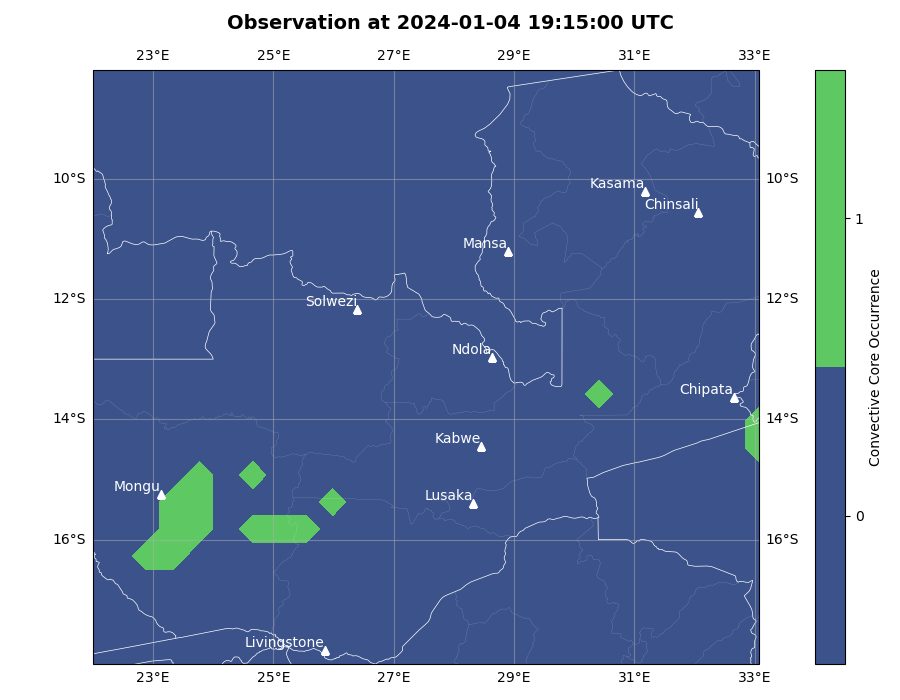 Observation at 2024-01-04 19:15:00 UTC
23°E 25°E 27°E 29°E 31°E 33°E
10°S 10°S
12°S 12°S
14°S 14°S
16°S 16°S
Kasama
Chinsali
Mansa
Solwezi
Ndola
Chipata
Kabwe
Mongu
Lusaka
Livingstone
23°E 25°E 27°E 29°E 31°E 33°E
1
0
Convective Core Occurrence